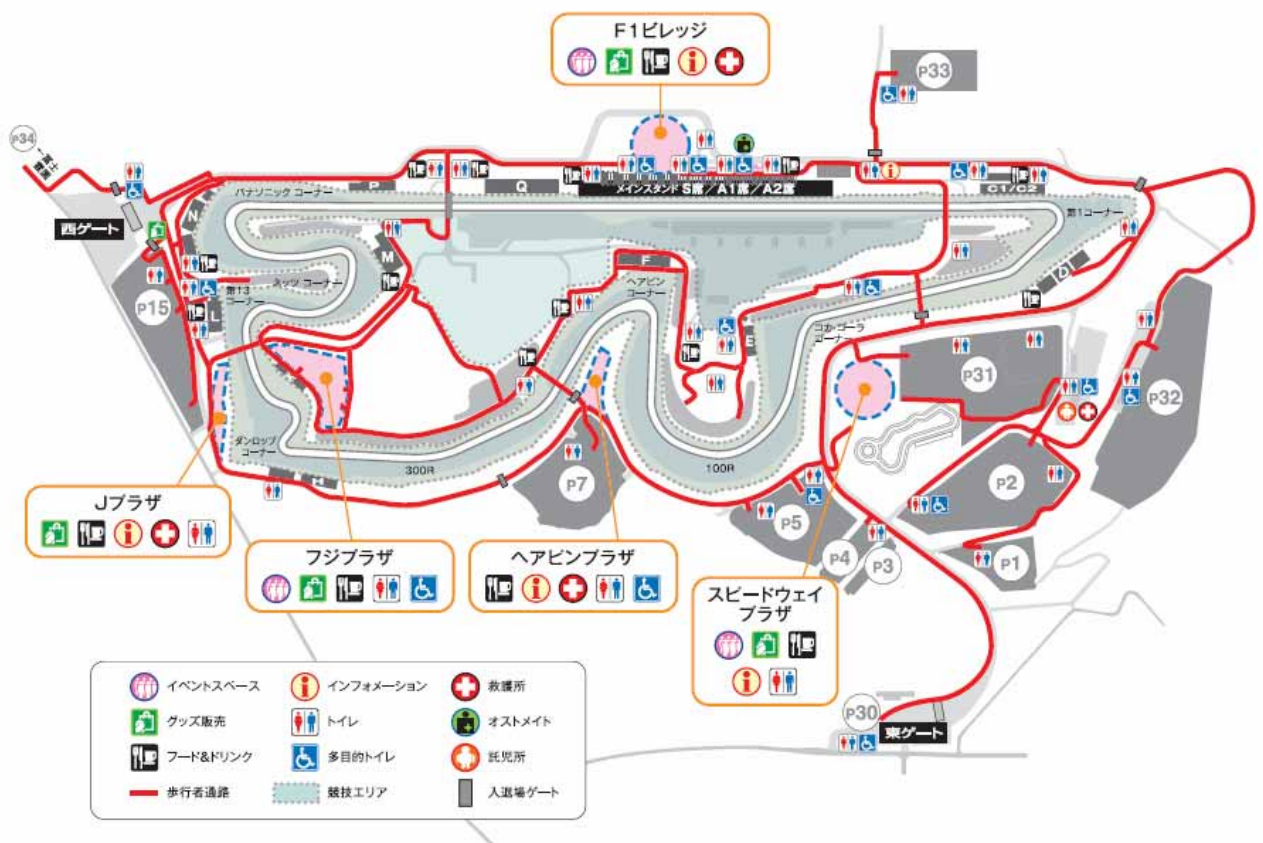 F1ビレッジ
P33
P34
パナソニック コーナー
P
Q
メインスタンド S席／A1席／A2席
C1/C2
第1コーナー
西ゲート
N
M
F
D
ヘアピン
コーナー
ネッツ コーナー
第13
コーナー
P15
L
E
コカ・コーラ
コーナー
P31
P32
ダンロップ
コーナー
300R
100R
H
P7
P2
P5
P4
P3
P1
Jプラザ
フジプラザ
ヘアピンプラザ
スピードウェイ
プラザ
P30
東ゲート
イベントスペース
インフォメーション
救護所
グッズ販売
トイレ
オストメイト
フード&ドリンク
多目的トイレ
託児所
歩行者通路
競技エリア
入退場ゲート